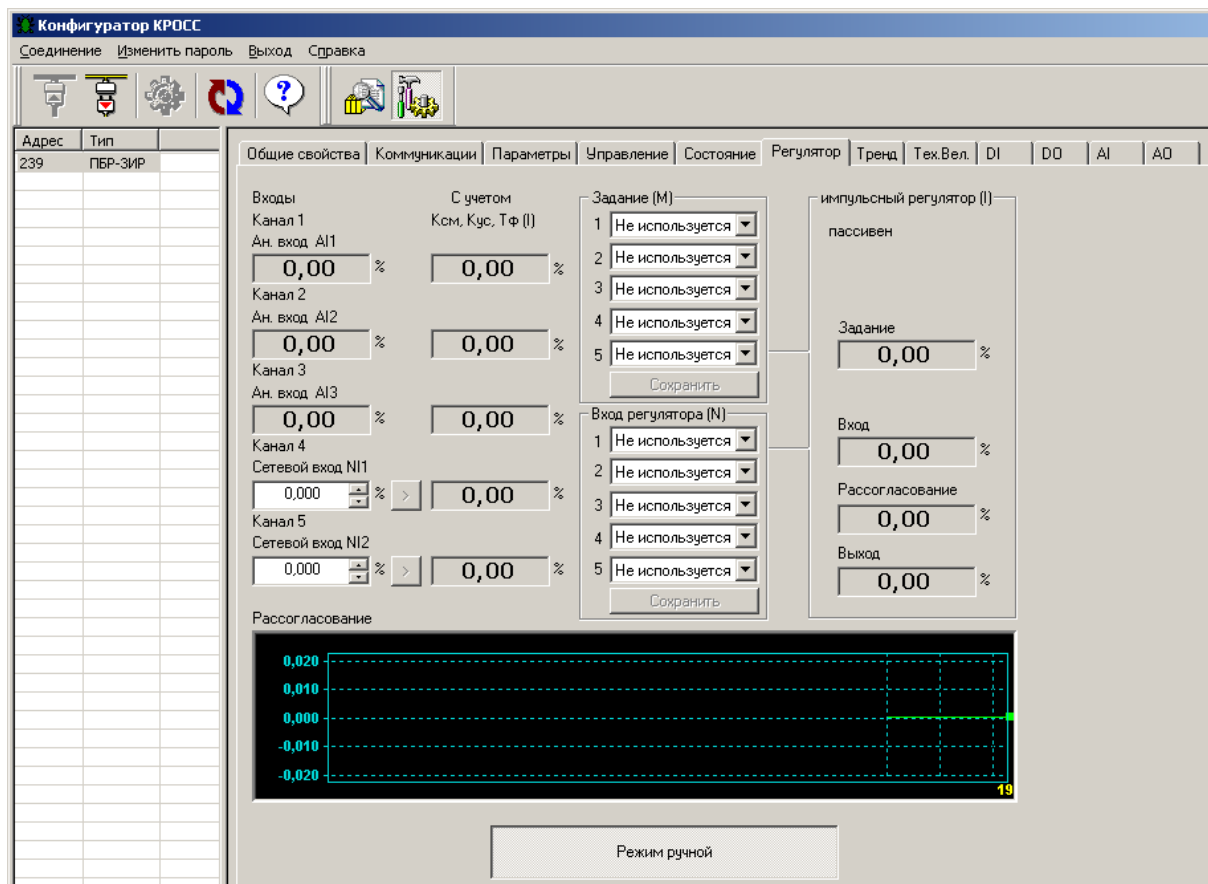 Конфигуратор КРОСС
Соединение Изменить пароль Выход Справка
?
Адрес Тип
239 ПБР-3ИР
Общие свойства Коммуникации Параметры Управление Состояние Регулятор Тренд Тех.Вел. DI DO AI AO
Входы
С учетом
Ксм, Кус, Тф (I)
Канал 1
Ан. вход AI1
0,00 % 0,00 %
Канал 2
Ан. вход AI2
0,00 % 0,00 %
Канал 3
Ан. вход AI3
0,00 % 0,00 %
Канал 4
Сетевой вход NI1
0,000 % > 0,00 %
Канал 5
Сетевой вход NI2
0,000 % > 0,00 %
Задание (M)
1 Не используется
2 Не используется
3 Не используется
4 Не используется
5 Не используется
Сохранить
Вход регулятора (N)
1 Не используется
2 Не используется
3 Не используется
4 Не используется
5 Не используется
Сохранить
импульсный регулятор (I)
пассивен
Задание
0,00 %
Вход
0,00 %
Рассогласование
0,00 %
Выход
0,00 %
Рассогласование
0,020
0,010
0,000
-0,010
-0,020
19
Режим ручной